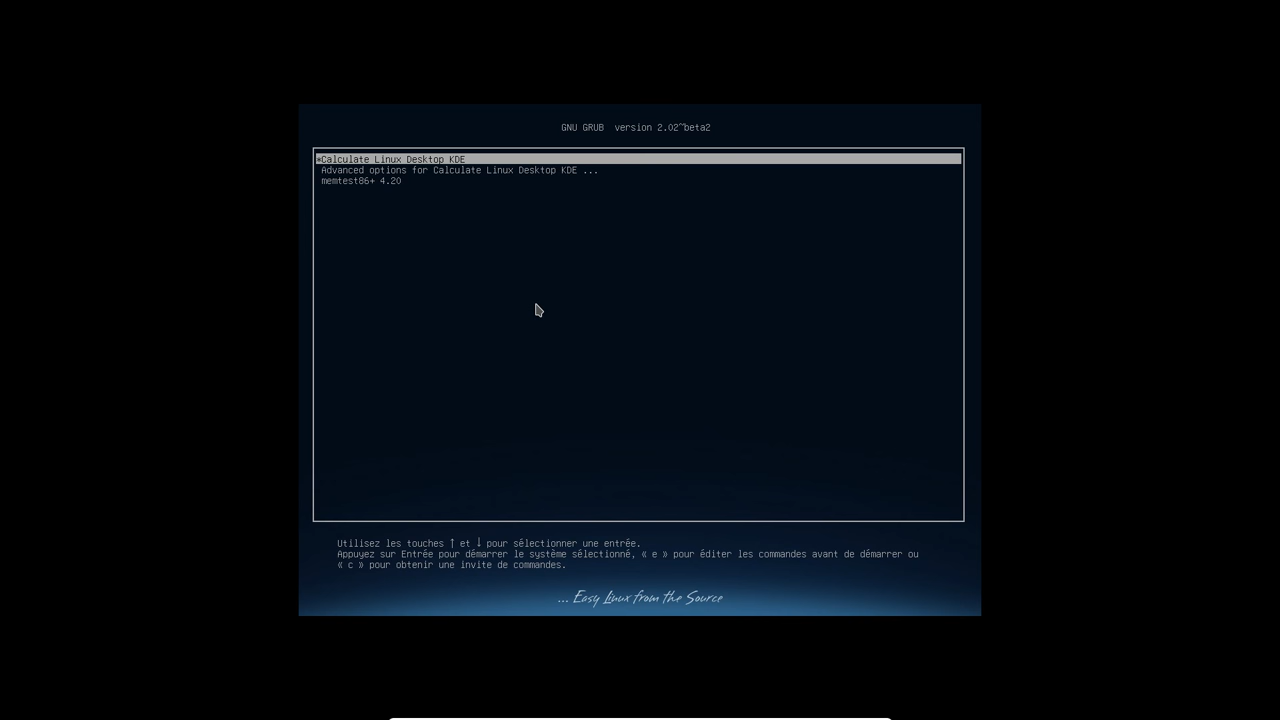 GNU GRUB  version 2.02~beta2
*Calculate Linux Desktop KDE
Advanced options for Calculate Linux Desktop KDE ...
memtest86+ 4.20
Utilisez les touches ↑ et ↓ pour sélectionner une entrée.
Appuyez sur Entrée pour démarrer le système sélectionné, « e » pour éditer les commandes avant de démarrer ou
« c » pour obtenir une invite de commandes.
... Easy Linux from the Source